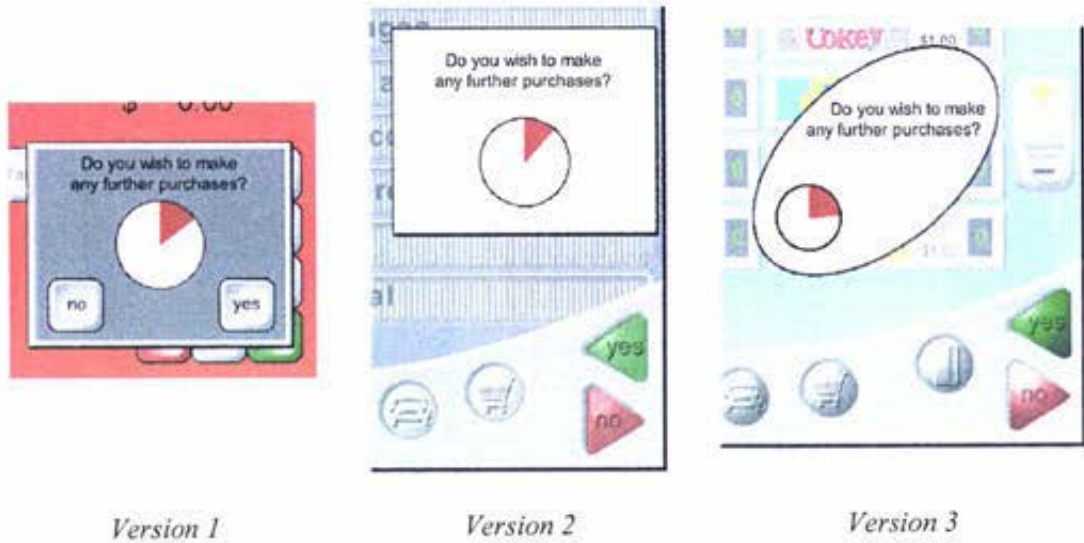 Do you wish to make
any further purchases?
no
yes
Do you wish to make
any further purchases?
al
yes
no
Cokey
$1.00
Do you wish to make
any further purchases?
yes
no
Version 1
Version 2
Version 3